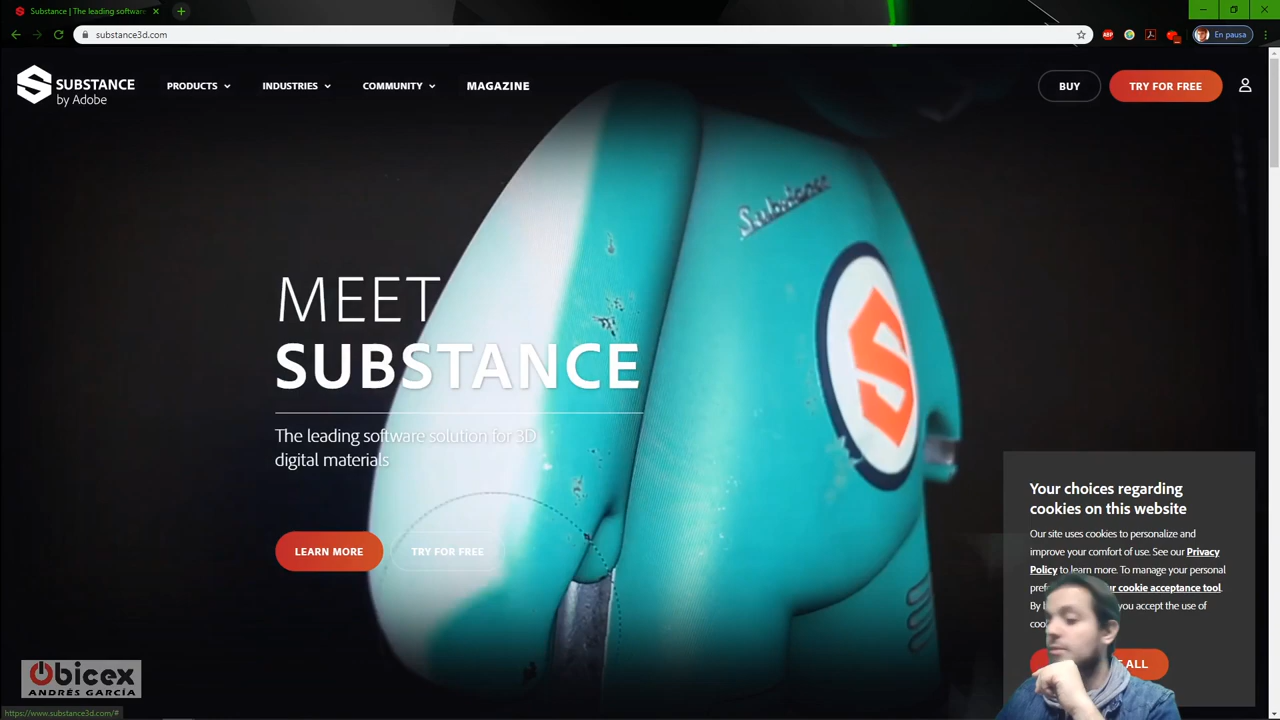 Substance | The leading softwar
substance3d.com
ABP
En pausa
SUBSTANCE
by Adobe
PRODUCTS
INDUSTRIES
COMMUNITY
MAGAZINE
BUY
TRY FOR FREE
Substance
MEET
SUBSTANCE
The leading software solution for 3D
digital materials
LEARN MORE
TRY FOR FREE
Your choices regarding
cookies on this website
Our site uses cookies to personalize and
improve your comfort of use. See our Privacy
Policy to learn more. To manage your personal
cookie acceptance tool.
you accept the use of
ALL
Obicex
ANDRÉS GARCÍA
https://www.substance3d.com/#